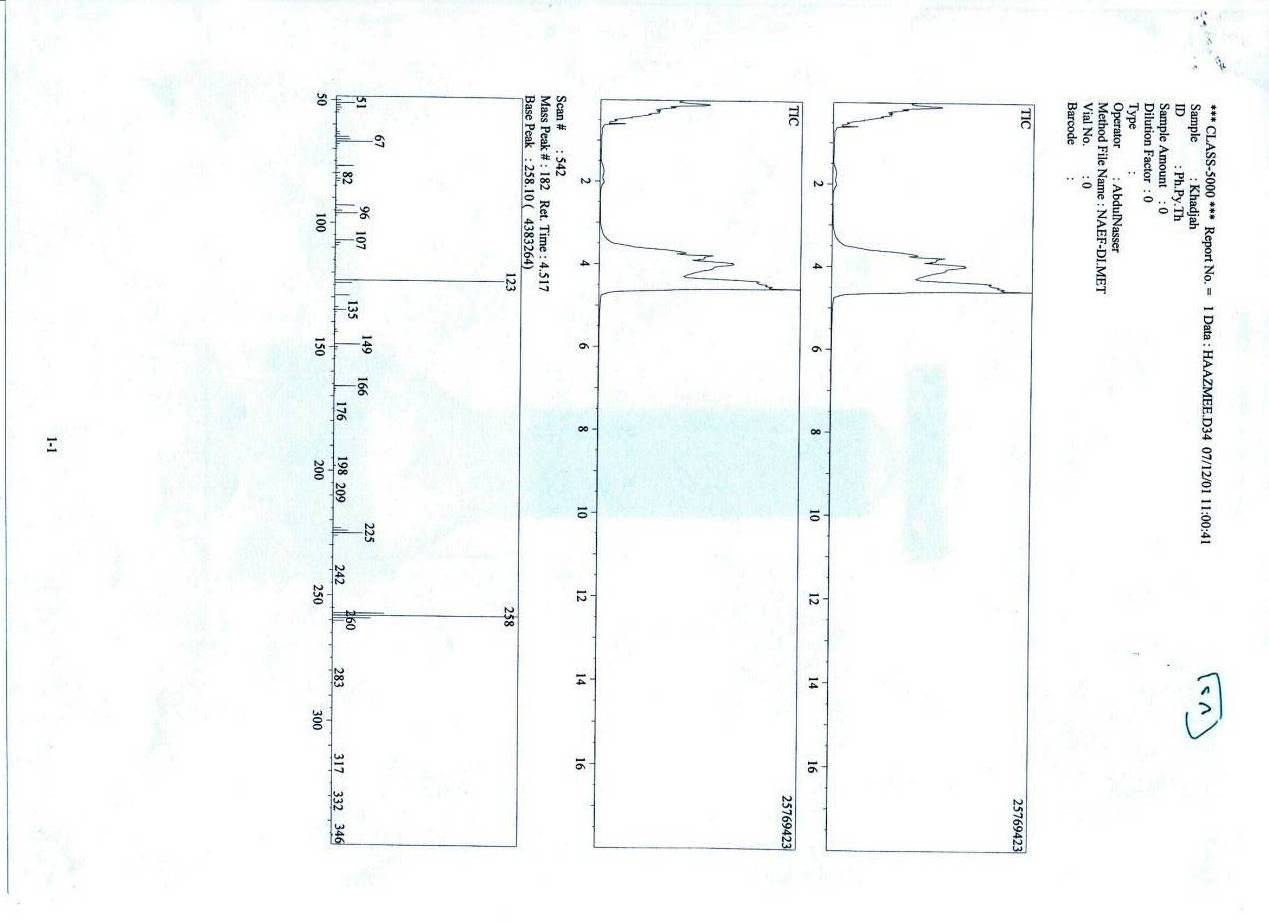 *** CLASS-5000 *** Report No. = 1 Data : HAAZMEE.D34 07/12/01 11:00:41
Sample : Khadjah
ID : Ph.Py.Th
Sample Amount : 0
Dilution Factor : 0
Type :
Operator : AbdulNasser
Method File Name : NAEF-DI.MET
Vial No. : 0
Barcode :
TIC 25769423
2 4 6 8 10 12 14 16
TIC 25769423
2 4 6 8 10 12 14 16
Scan # : 542
Mass Peak # : 182 Ret. Time : 4.517
Base Peak : 258.10 ( 4383264)
123 258
51 67 82 96 107 135 149 166 176 198 209 225 242 260 283 317 332 346
50 100 150 200 250 300
1-1